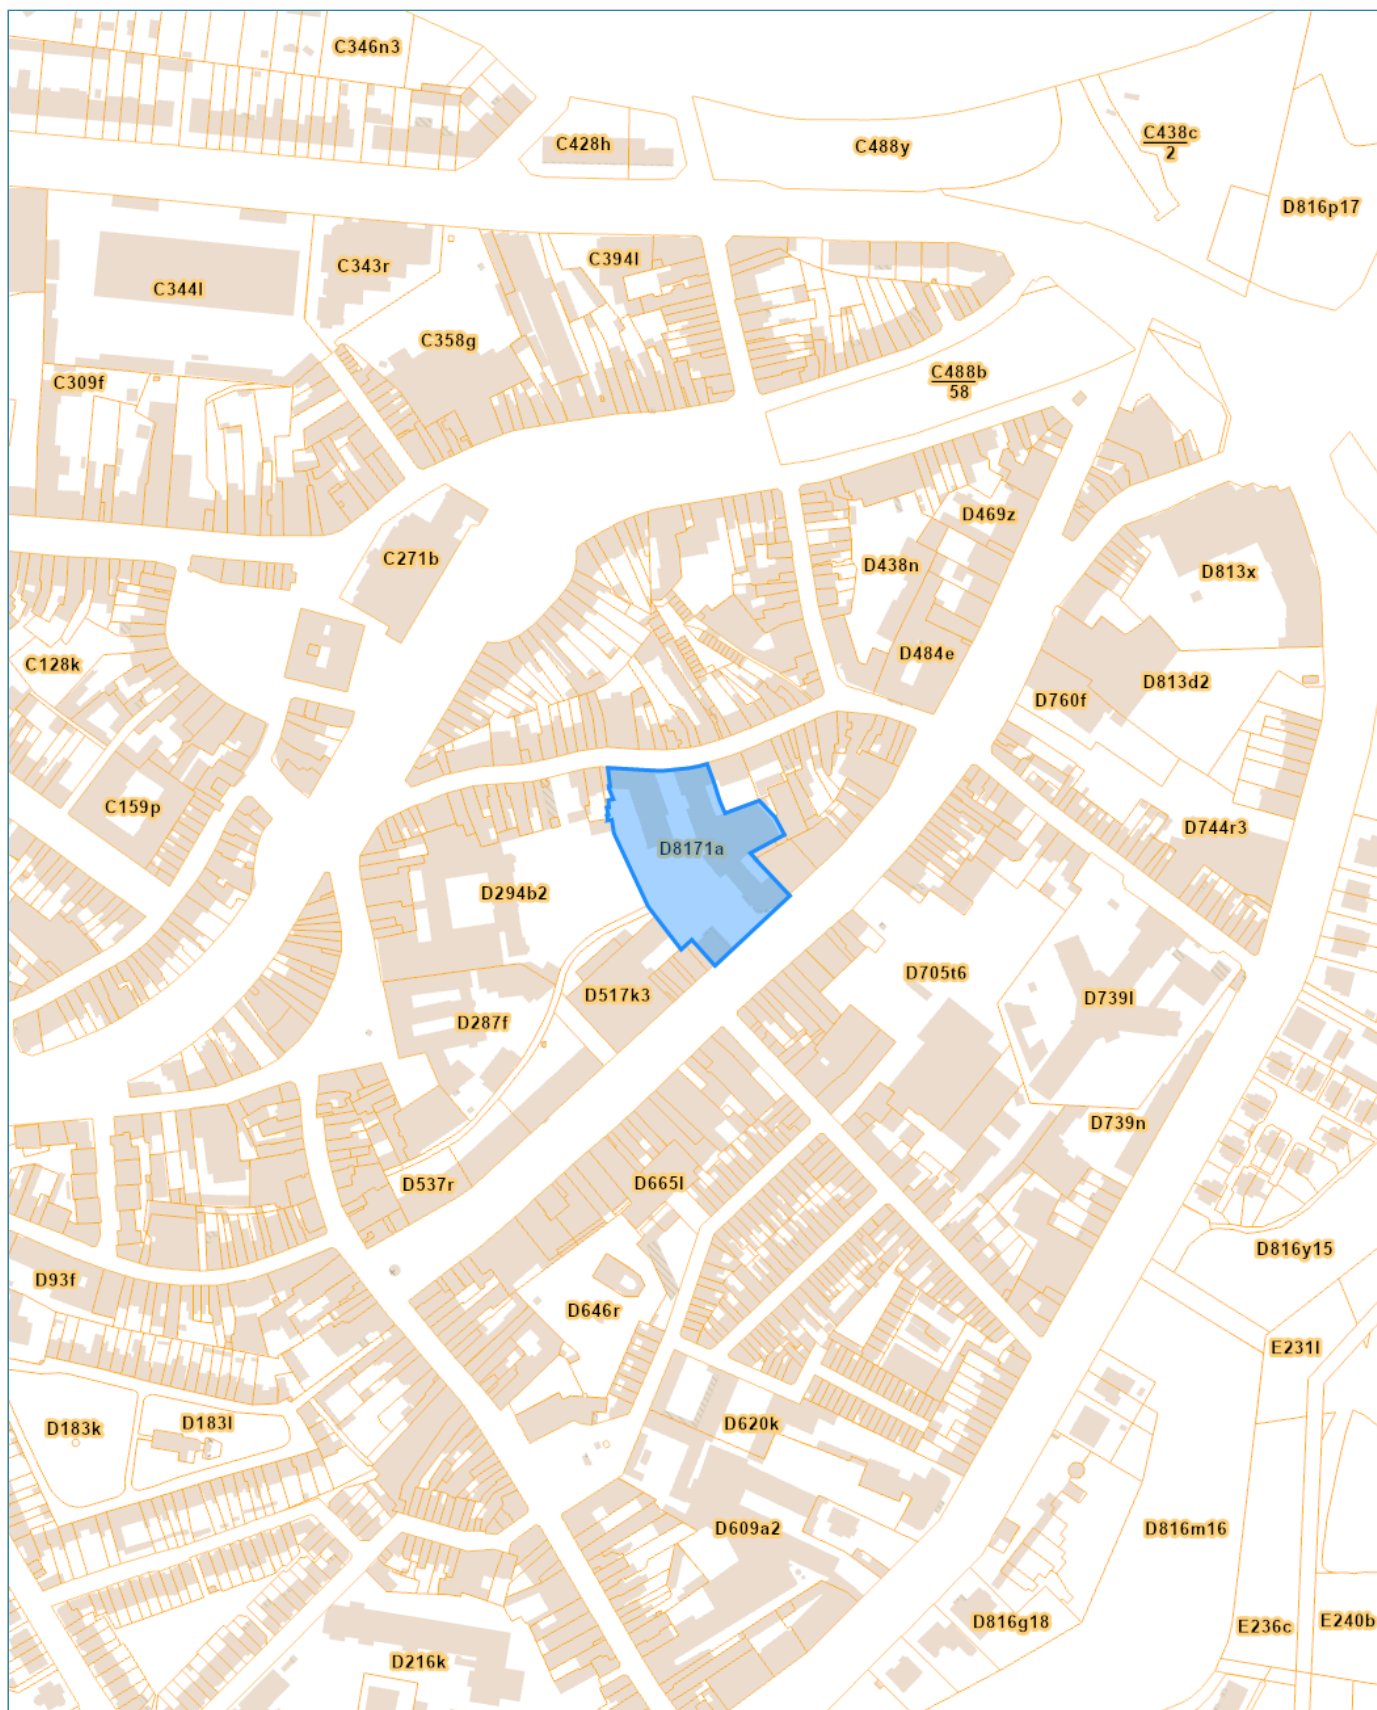 C346n3
C428h
C488y
C438c
2
D816p17
C394l
C343r
C344l
C358g
C488b
58
C309f
D469z
C271b
D438n
D813x
D484e
C128k
D813d2
D760f
C159p
D744r3
D8171a
D294b2
D705t6
D517k3
D739l
D287f
D739n
D665l
D537r
D816y15
D93f
D646r
E231l
D183l
D183k
D620k
D609a2
D816m16
D816g18
E236c
E240b
D216k